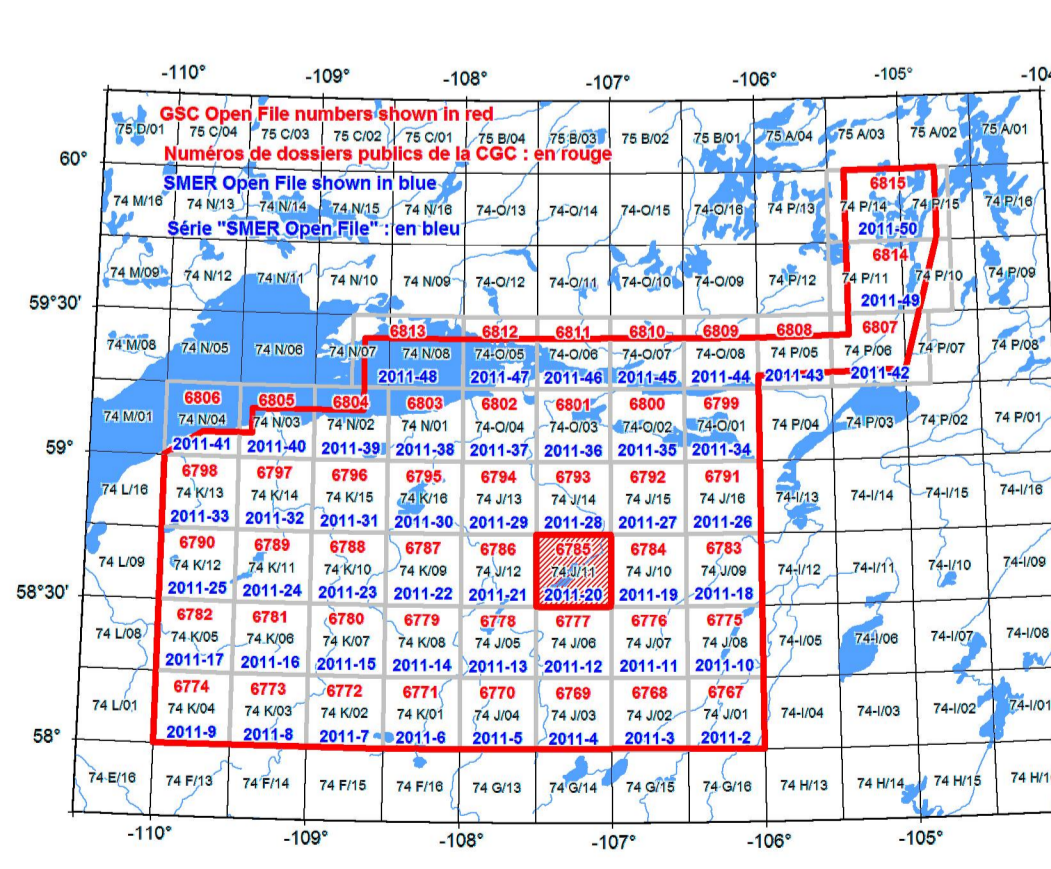 -110° -109° -108° -107° -106° -105° -104
GSC Open File numbers shown in red
75 D/01 75 C/04 75 C/03 75 C/02 75 C/01 75 B/04 75 B/03 75 B/02 75 B/01 75 A/04 75 A/03 75 A/02 75 A/01
Numéros de dossiers publics de la CGC : en rouge
60°
SMER Open File shown in blue
6815
74 M/16 74 N/13 74 N/14 74 N/15 74 N/16 74-O/13 74-O/14 74-O/15 74-O/16 74 P/13 74 P/14 74 P/15 74 P/16
Série "SMER Open File" : en bleu
2011-50
6814
74 M/09 74 N/12 74 N/11 74 N/10 74 N/09 74-O/12 74-O/11 74-O/10 74-O/09 74 P/12 74 P/11 74 P/10 74 P/09
59°30'
2011-49
6813 6812 6811 6810 6809 6808 6807
74 M/08 74 N/05 74 N/06 74 N/07 74 N/08 74-O/05 74-O/06 74-O/07 74-O/08 74 P/05 74 P/06 74 P/07 74 P/08
2011-48 2011-47 2011-46 2011-45 2011-44 2011-43 2011-42
6806 6805 6804 6803 6802 6801 6800 6799
74 M/01 74 N/04 74 N/03 74 N/02 74 N/01 74-O/04 74-O/03 74-O/02 74-O/01 74 P/04 74 P/03 74 P/02 74 P/01
59°
2011-41 2011-40 2011-39 2011-38 2011-37 2011-36 2011-35 2011-34
6798 6797 6796 6795 6794 6793 6792 6791
74 L/16 74 K/13 74 K/14 74 K/15 74 K/16 74 J/13 74 J/14 74 J/15 74 J/16 74-I/13 74-I/14 74-I/15 74-I/16
2011-33 2011-32 2011-31 2011-30 2011-29 2011-28 2011-27 2011-26
6790 6789 6788 6787 6786 6785 6784 6783
74 L/09 74 K/12 74 K/11 74 K/10 74 K/09 74 J/12 74 J/11 74 J/10 74 J/09 74-I/12 74-I/11 74-I/10 74-I/09
58°30'
2011-25 2011-24 2011-23 2011-22 2011-21 2011-20 2011-19 2011-18
6782 6781 6780 6779 6778 6777 6776 6775
74 L/08 74 K/05 74 K/06 74 K/07 74 K/08 74 J/05 74 J/06 74 J/07 74 J/08 74-I/05 74-I/06 74-I/07 74-I/08
2011-17 2011-16 2011-15 2011-14 2011-13 2011-12 2011-11 2011-10
6774 6773 6772 6771 6770 6769 6768 6767
74 L/01 74 K/04 74 K/03 74 K/02 74 K/01 74 J/04 74 J/03 74 J/02 74 J/01 74-I/04 74-I/03 74-I/02 74-I/01
58°
2011-9 2011-8 2011-7 2011-6 2011-5 2011-4 2011-3 2011-2
74 E/16 74 F/13 74 F/14 74 F/15 74 F/16 74 G/13 74 G/14 74 G/15 74 G/16 74 H/13 74 H/14 74 H/15 74 H/1
-110° -109° -108° -107° -106° -105°